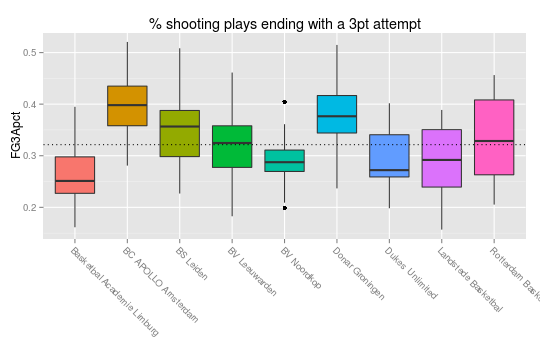 % shooting plays ending with a 3pt attempt
FG3Apct
0.5
0.4
0.3
0.2
Basketbal Academie Limburg
BC APOLLO Amsterdam
BS Leiden
BV Leeuwarden
BV Noordkop
Donar Groningen
Dukes Unlimited
Landstede Basketbal
Rotterdam Bask